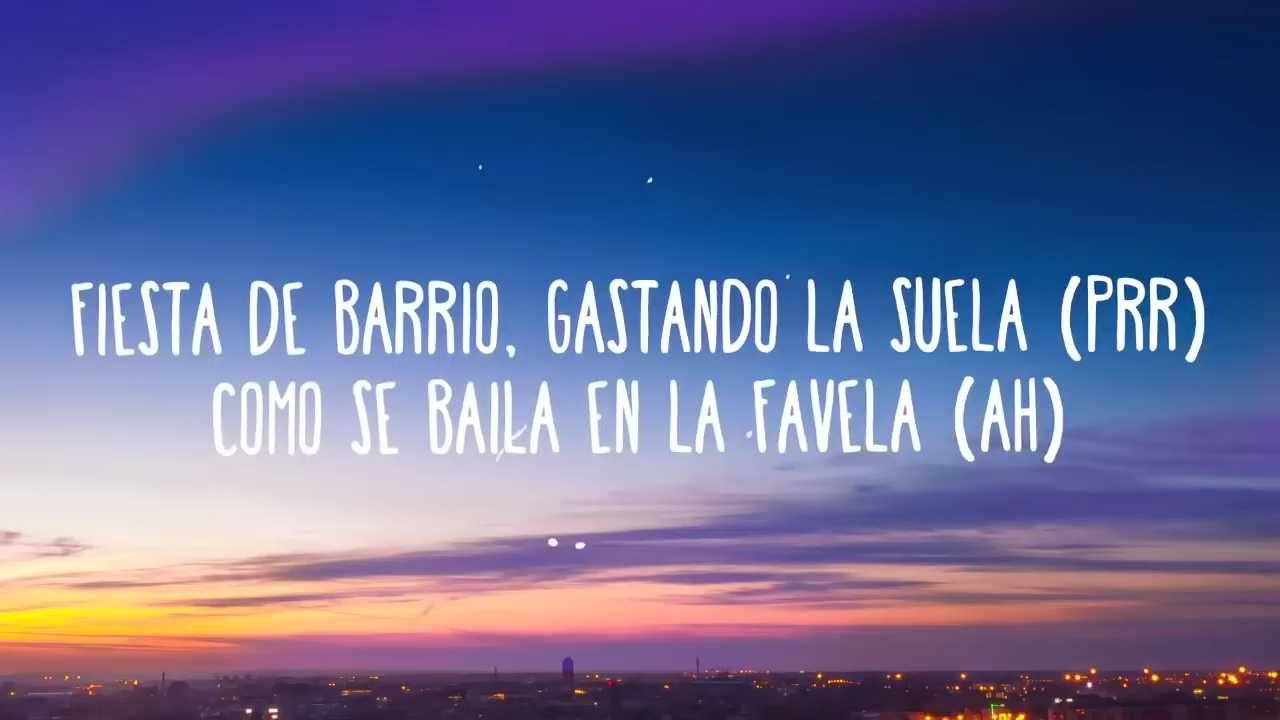 FIESTA DE BARRIO, GASTANDO LA SUELA (PRR)
COMO SE BAILA EN LA FAVELA (AH)